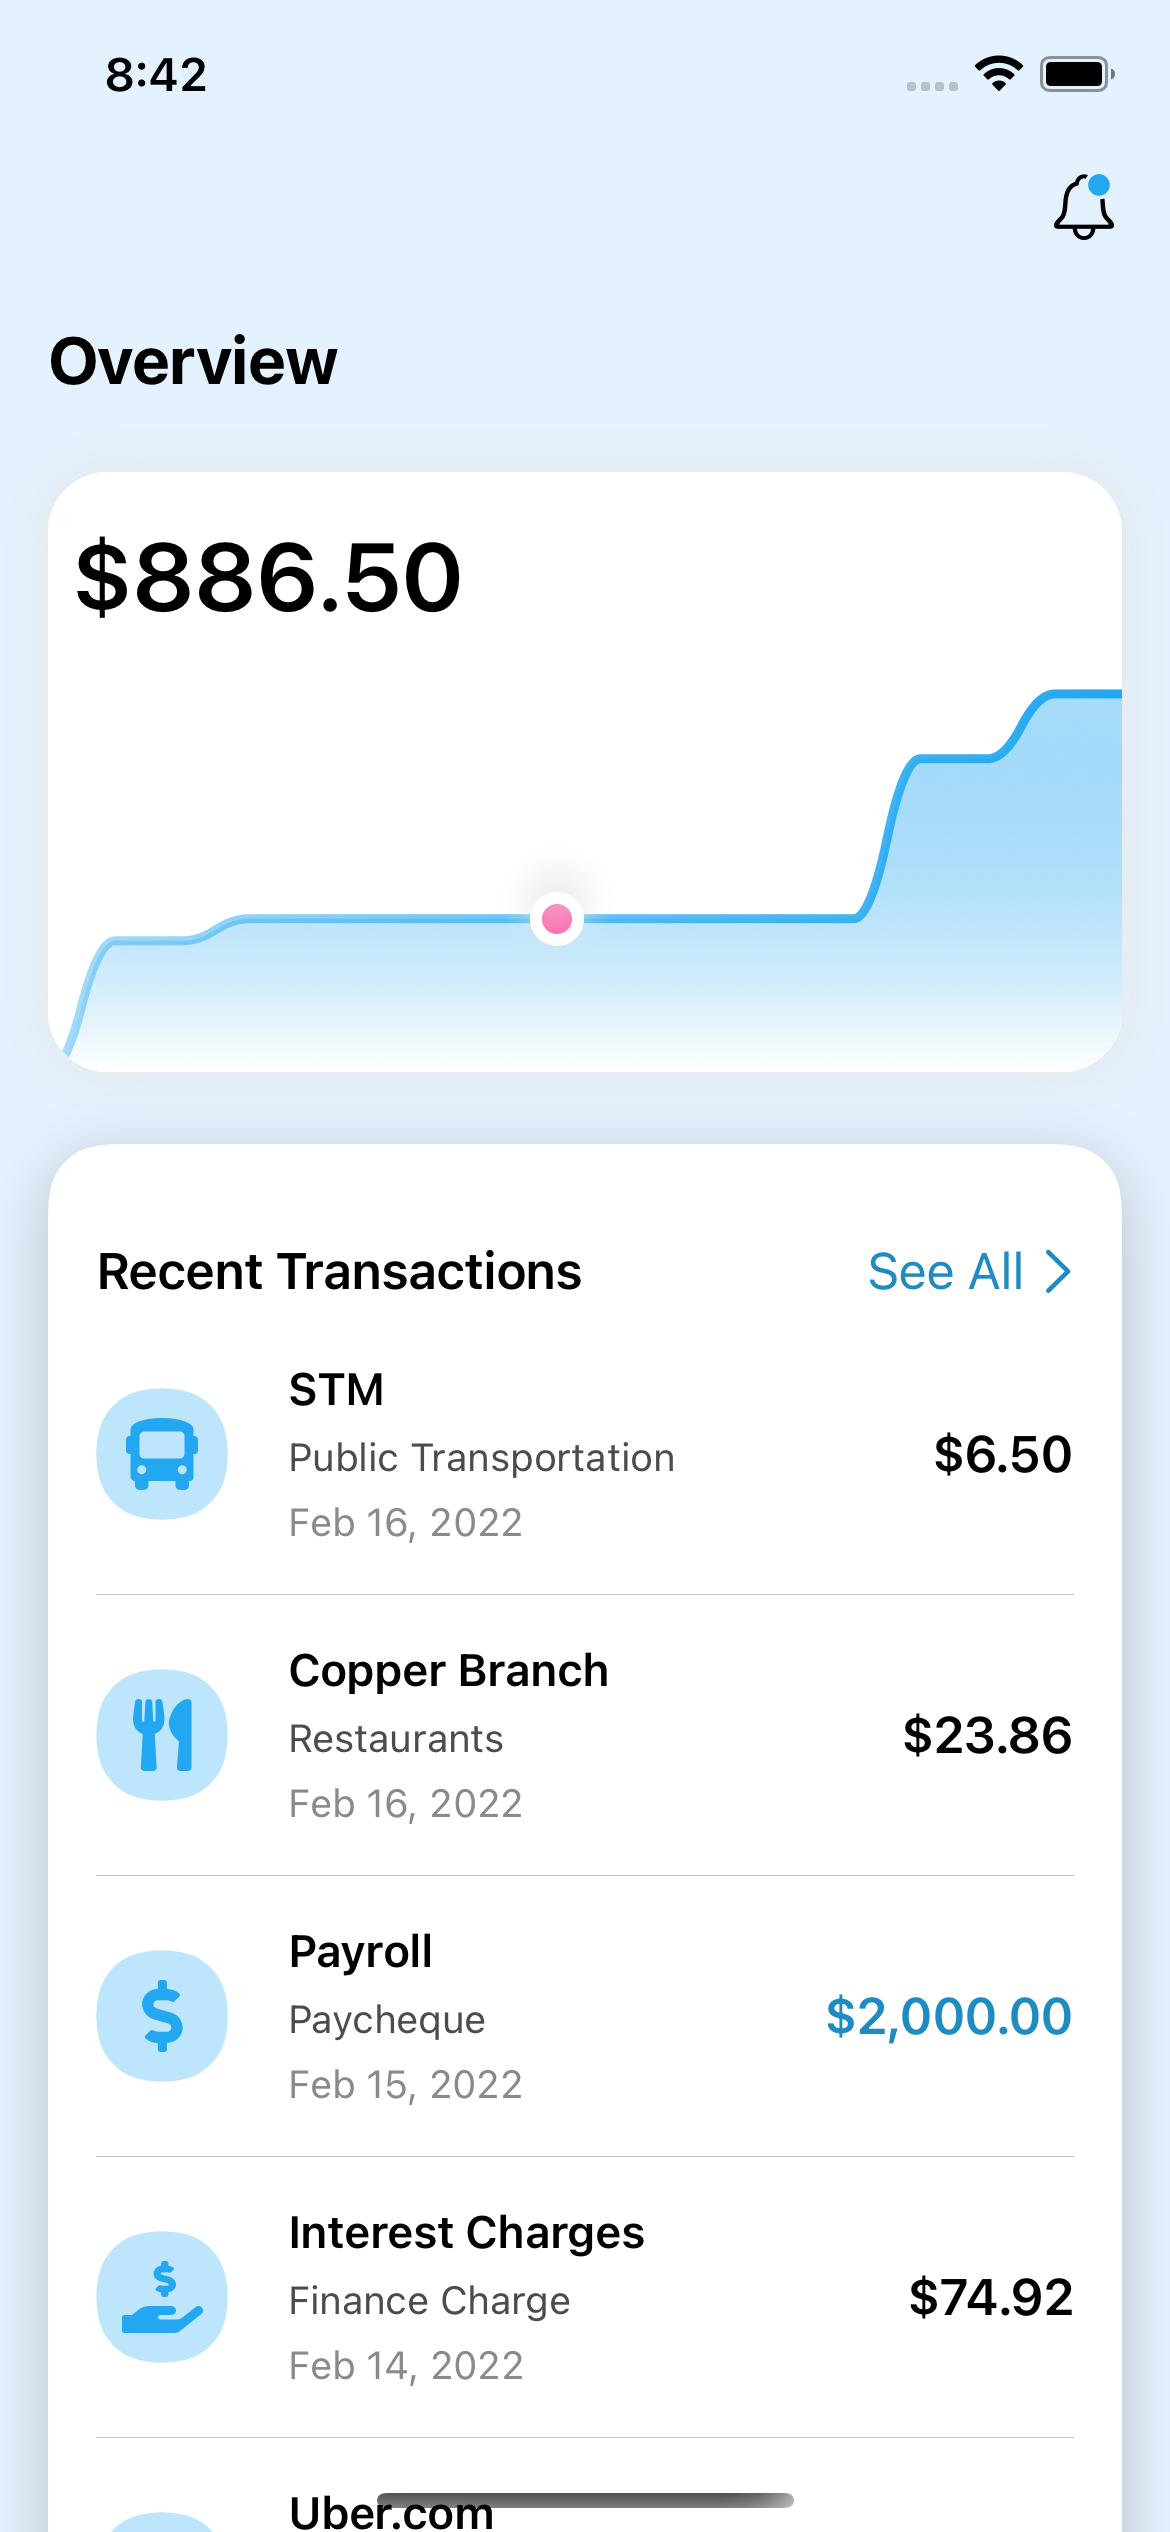 8:42
Overview
$886.50
Recent Transactions
See All
STM
Public Transportation
$6.50
Feb 16, 2022
Copper Branch
Restaurants
$23.86
Feb 16, 2022
Payroll
Paycheque
$2,000.00
Feb 15, 2022
Interest Charges
Finance Charge
$74.92
Feb 14, 2022
Uber.com